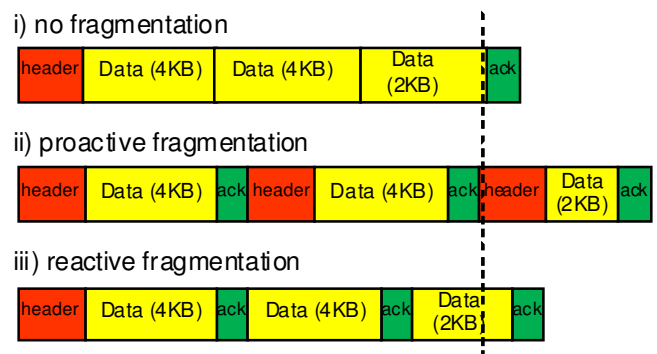 i) no fragmentation
header Data (4KB) Data (4KB) Data
(2KB) ack
ii) proactive fragmentation
header Data (4KB) ack header Data (4KB) ack header Data
(2KB) ack
iii) reactive fragmentation
header Data (4KB) ack Data (4KB) ack Data
(2KB) ack